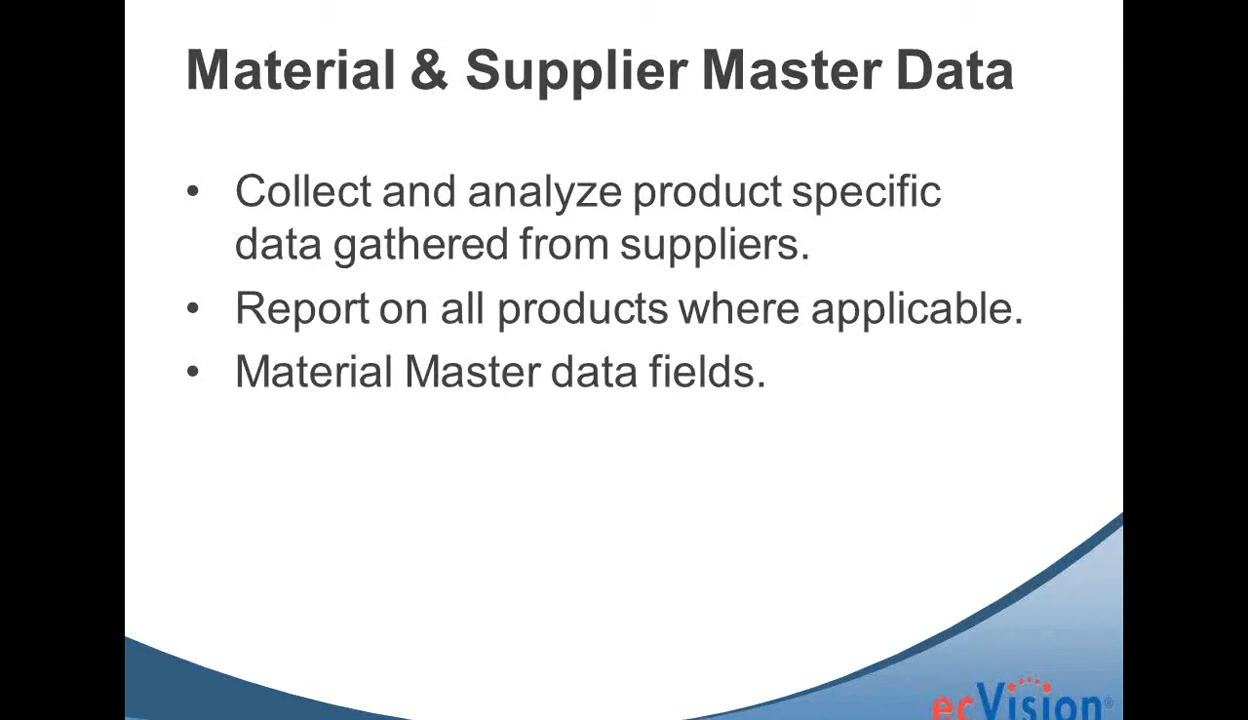 Material & Supplier Master Data
• Collect and analyze product specific
data gathered from suppliers.
• Report on all products where applicable.
• Material Master data fields.
ecVision®